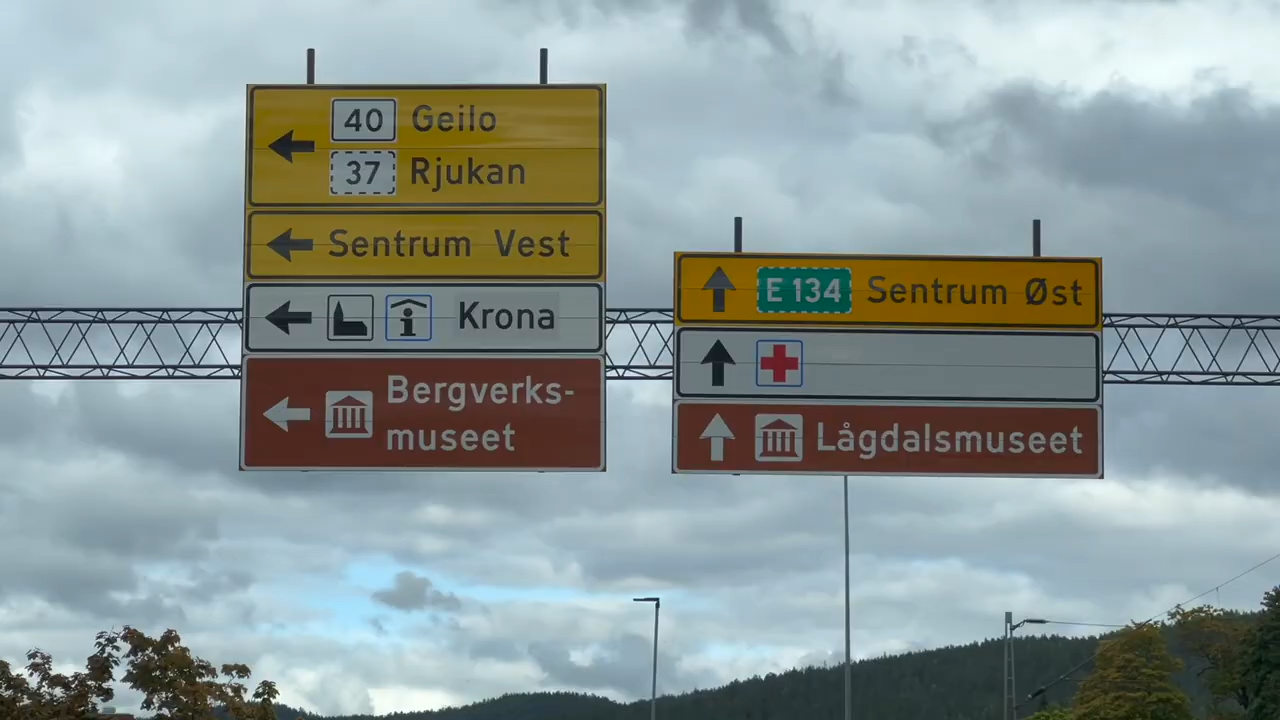 40 Geilo
37 Rjukan
Sentrum Vest
Krona
Bergverks-
museet
E 134 Sentrum Øst
Lågdalsmuseet